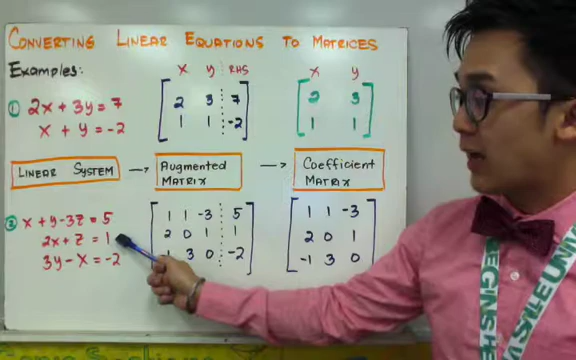 CONVERTING LINEAR EQUATIONS TO MATRICES
Examples:
① 2x + 3y = 7
x + y = -2
x y RHS
2 3 7
1 1 -2
x y
2 3
1 1
LINEAR SYSTEM → Augmented MATRIX → Coefficient MATRIX
② x + y - 3z = 5
2x + z = 1
3y - x = -2
1 1 -3 5
2 0 1 1
3 0 -2
1 1 -3
2 0 1
-1 3 0